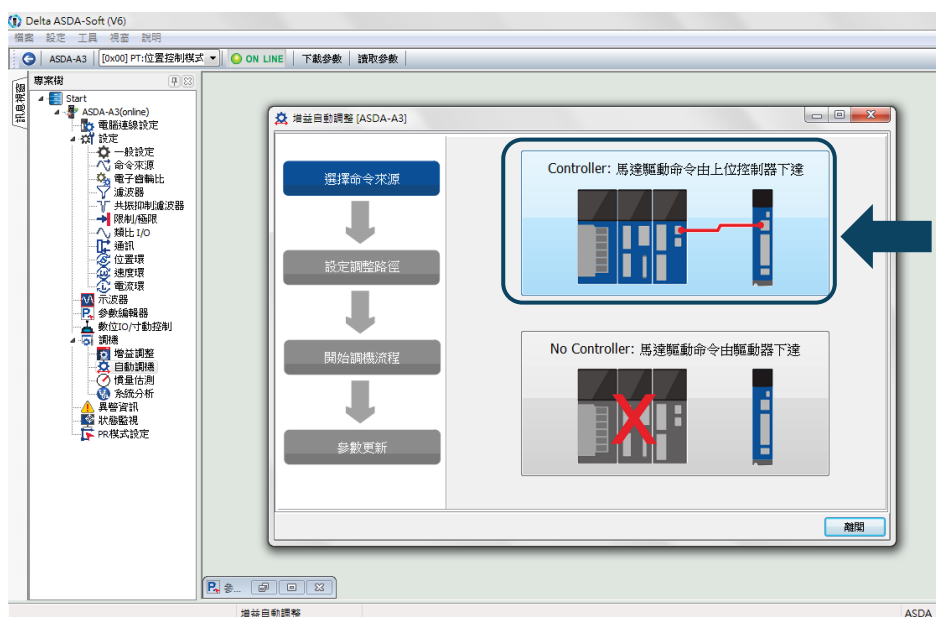 Delta ASDA-Soft (V6)
檔案 設定 工具 視窗 說明
ASDA-A3 [0x00] PT:位置控制模式 ON LINE 下載參數 讀取參數
訊息視窗
專案樹
Start
ASDA-A3(online)
電腦連線設定
設定
一般設定
命令來源
電子齒輪比
濾波器
共振抑制濾波器
限制/極限
類比 I/O
通訊
位置環
速度環
電流環
示波器
參數編輯器
數位IO/寸動控制
調機
增益調整
自動調機
慣量估測
系統分析
異警資訊
狀態監視
PR模式設定
增益自動調整 [ASDA-A3]
選擇命令來源
設定調整路徑
開始調機流程
參數更新
Controller: 馬達驅動命令由上位控制器下達
No Controller: 馬達驅動命令由驅動器下達
離開
參...
增益自動調整
ASDA